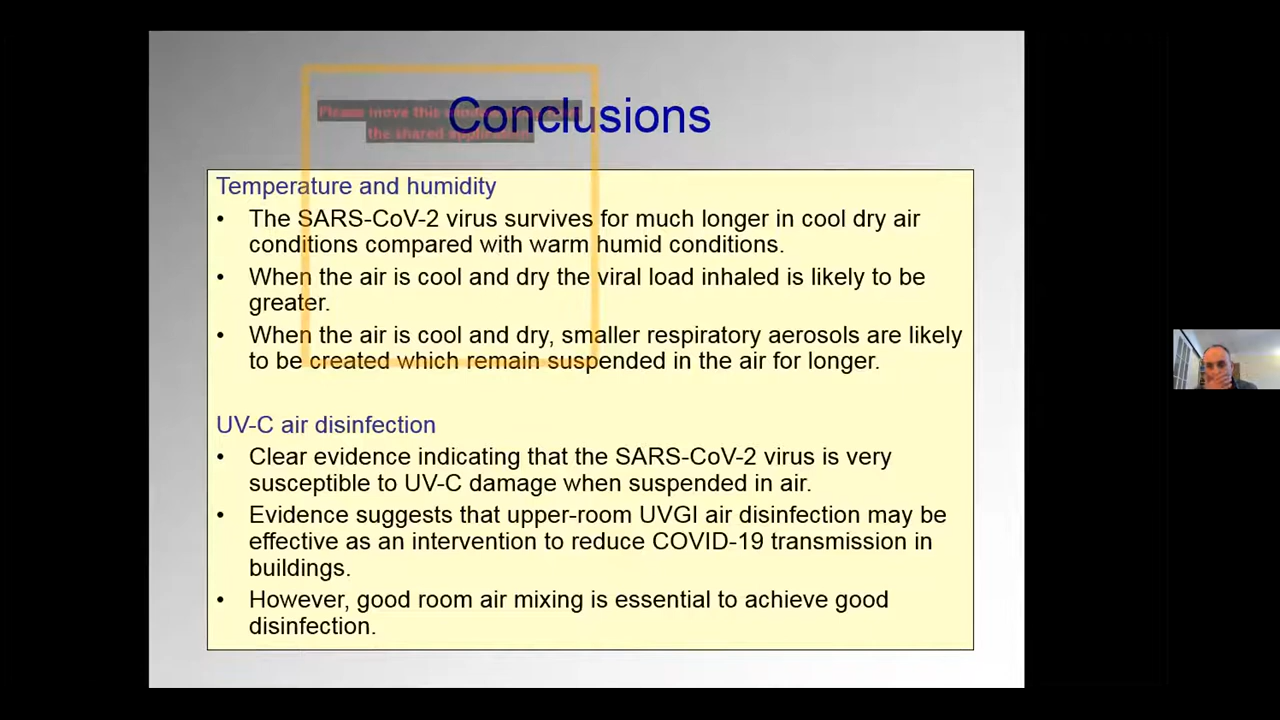 Please move this
the shared application
Conclusions
Temperature and humidity
• The SARS-CoV-2 virus survives for much longer in cool dry air
conditions compared with warm humid conditions.
• When the air is cool and dry the viral load inhaled is likely to be
greater.
• When the air is cool and dry, smaller respiratory aerosols are likely
to be created which remain suspended in the air for longer.
UV-C air disinfection
• Clear evidence indicating that the SARS-CoV-2 virus is very
susceptible to UV-C damage when suspended in air.
• Evidence suggests that upper-room UVGI air disinfection may be
effective as an intervention to reduce COVID-19 transmission in
buildings.
• However, good room air mixing is essential to achieve good
disinfection.